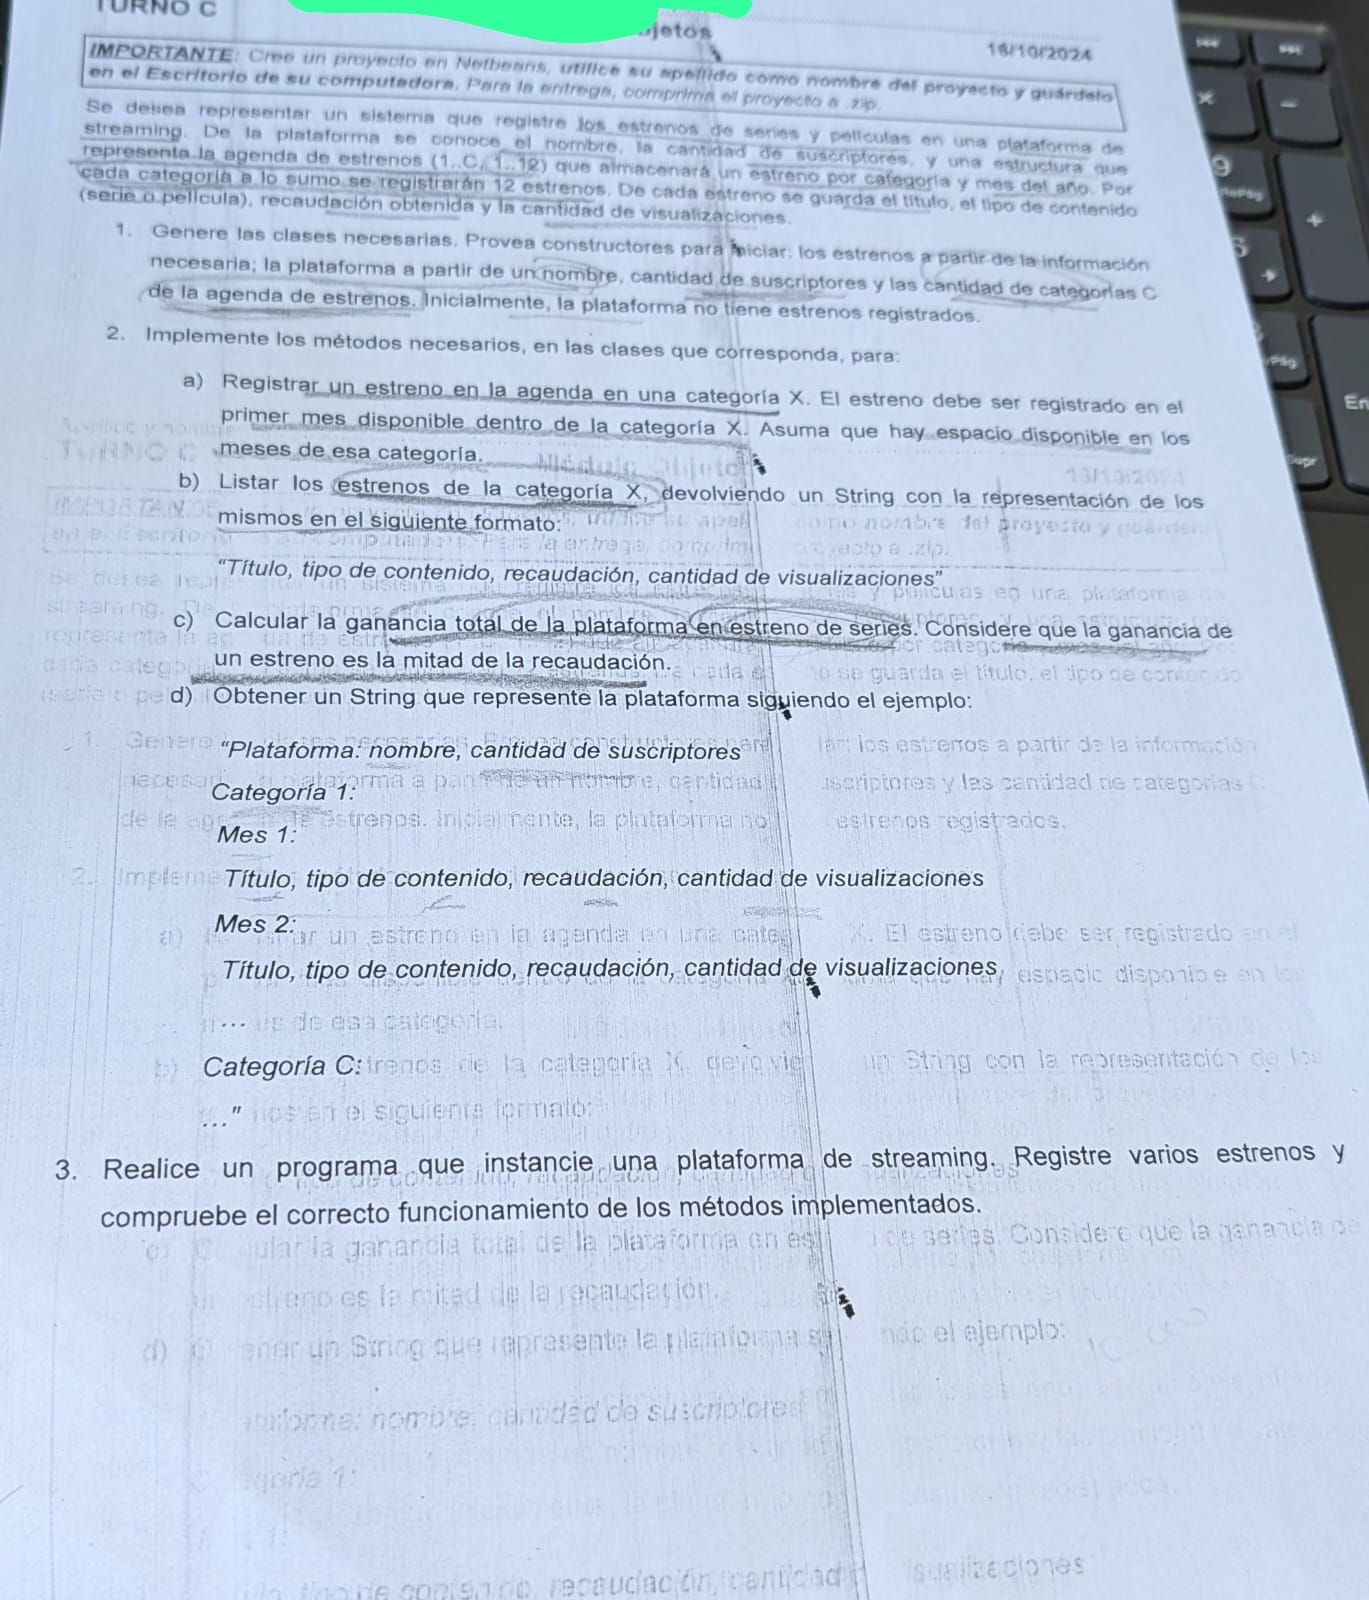 TURNO C
jetos
16/10/2024
IMPORTANTE: Cree un proyecto en Netbeans, utilice su apellido como nombre del proyecto y guárdelo
en el Escritorio de su computadora. Para la entrega, comprima el proyecto a .zip.
Se desea representar un sistema que registre los estrenos de series y películas en una plataforma de
streaming. De la plataforma se conoce el nombre, la cantidad de suscriptores, y una estructura que
representa la agenda de estrenos (1..C, 1..12) que almacenará un estreno por categoría y mes del año. Por
cada categoría a lo sumo se registrarán 12 estrenos. De cada estreno se guarda el título, el tipo de contenido
(serie o película), recaudación obtenida y la cantidad de visualizaciones.
1. Genere las clases necesarias. Provea constructores para iniciar: los estrenos a partir de la información
necesaria; la plataforma a partir de un nombre, cantidad de suscriptores y las cantidad de categorías C
de la agenda de estrenos. Inicialmente, la plataforma no tiene estrenos registrados.
2. Implemente los métodos necesarios, en las clases que corresponda, para:
a) Registrar un estreno en la agenda en una categoría X. El estreno debe ser registrado en el
primer mes disponible dentro de la categoría X. Asuma que hay espacio disponible en los
meses de esa categoría.
b) Listar los estrenos de la categoría X, devolviendo un String con la representación de los
mismos en el siguiente formato:
“Título, tipo de contenido, recaudación, cantidad de visualizaciones”
c) Calcular la ganancia total de la plataforma en estreno de series. Considere que la ganancia de
un estreno es la mitad de la recaudación.
d) Obtener un String que represente la plataforma siguiendo el ejemplo:
“Plataforma: nombre, cantidad de suscriptores
Categoría 1:
Mes 1:
Título, tipo de contenido, recaudación, cantidad de visualizaciones
Mes 2:
Título, tipo de contenido, recaudación, cantidad de visualizaciones
...
Categoría C:
...”
3. Realice un programa que instancie una plataforma de streaming. Registre varios estrenos y
compruebe el correcto funcionamiento de los métodos implementados.